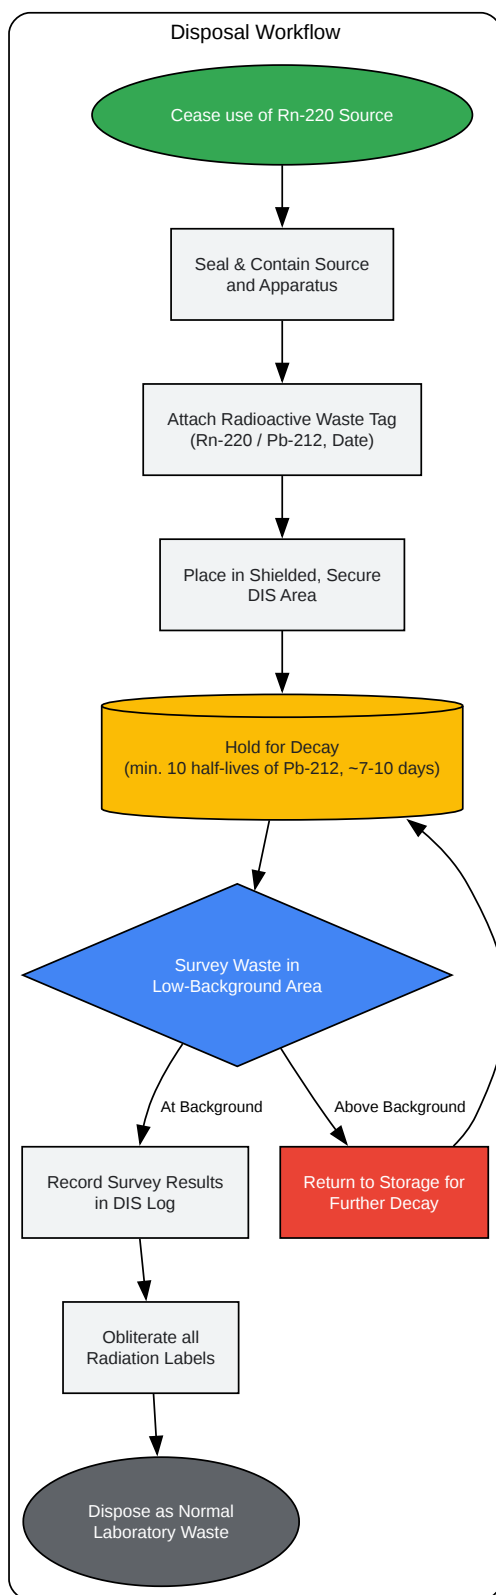 Disposal Workflow
Cease use of Rn-220 Source
Seal & Contain Source
and Apparatus
Attach Radioactive Waste Tag
(Rn-220 / Pb-212, Date)
Place in Shielded, Secure
DIS Area
Hold for Decay
(min. 10 half-lives of Pb-212, ~7-10 days)
Survey Waste in
Low-Background Area
At Background
Above Background
Record Survey Results
in DIS Log
Return to Storage for
Further Decay
Obliterate all
Radiation Labels
Dispose as Normal
Laboratory Waste